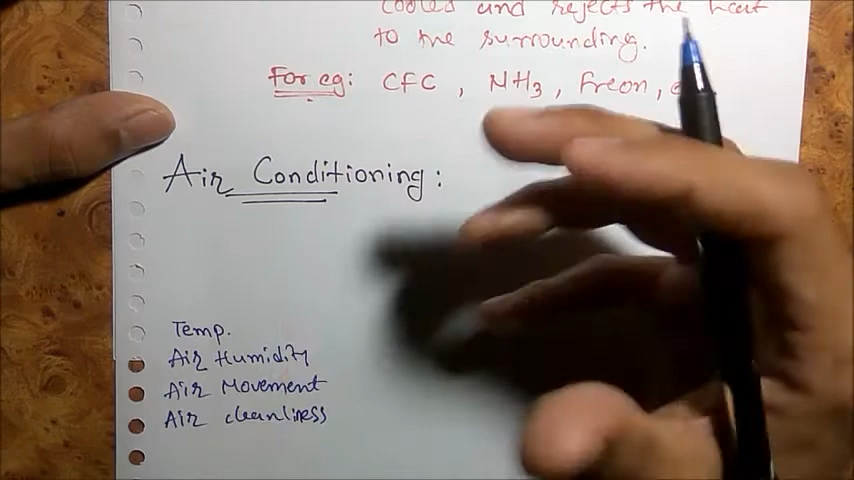 cooled and rejects the heat
to the surrounding.
For eg: CFC, NH3, Freon,
Air Conditioning:
Temp.
Air Humidity
Air Movement
Air cleanliness